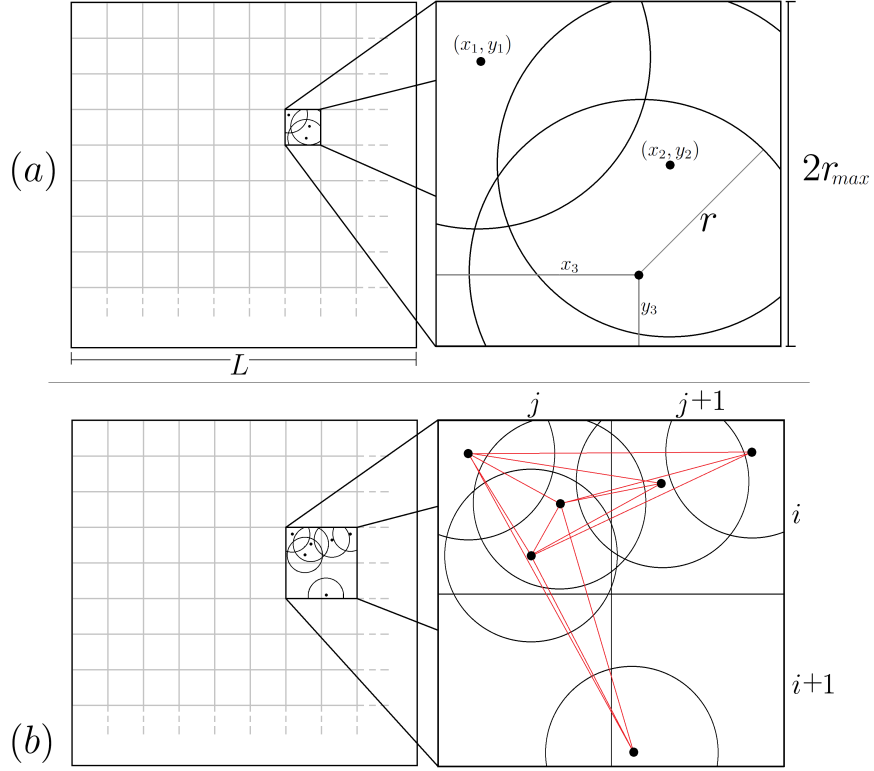 (x₁, y₁)
(x₂, y₂)
(a)
2r_max
r
x₃
y₃
L
j
j+1
i
i+1
(b)